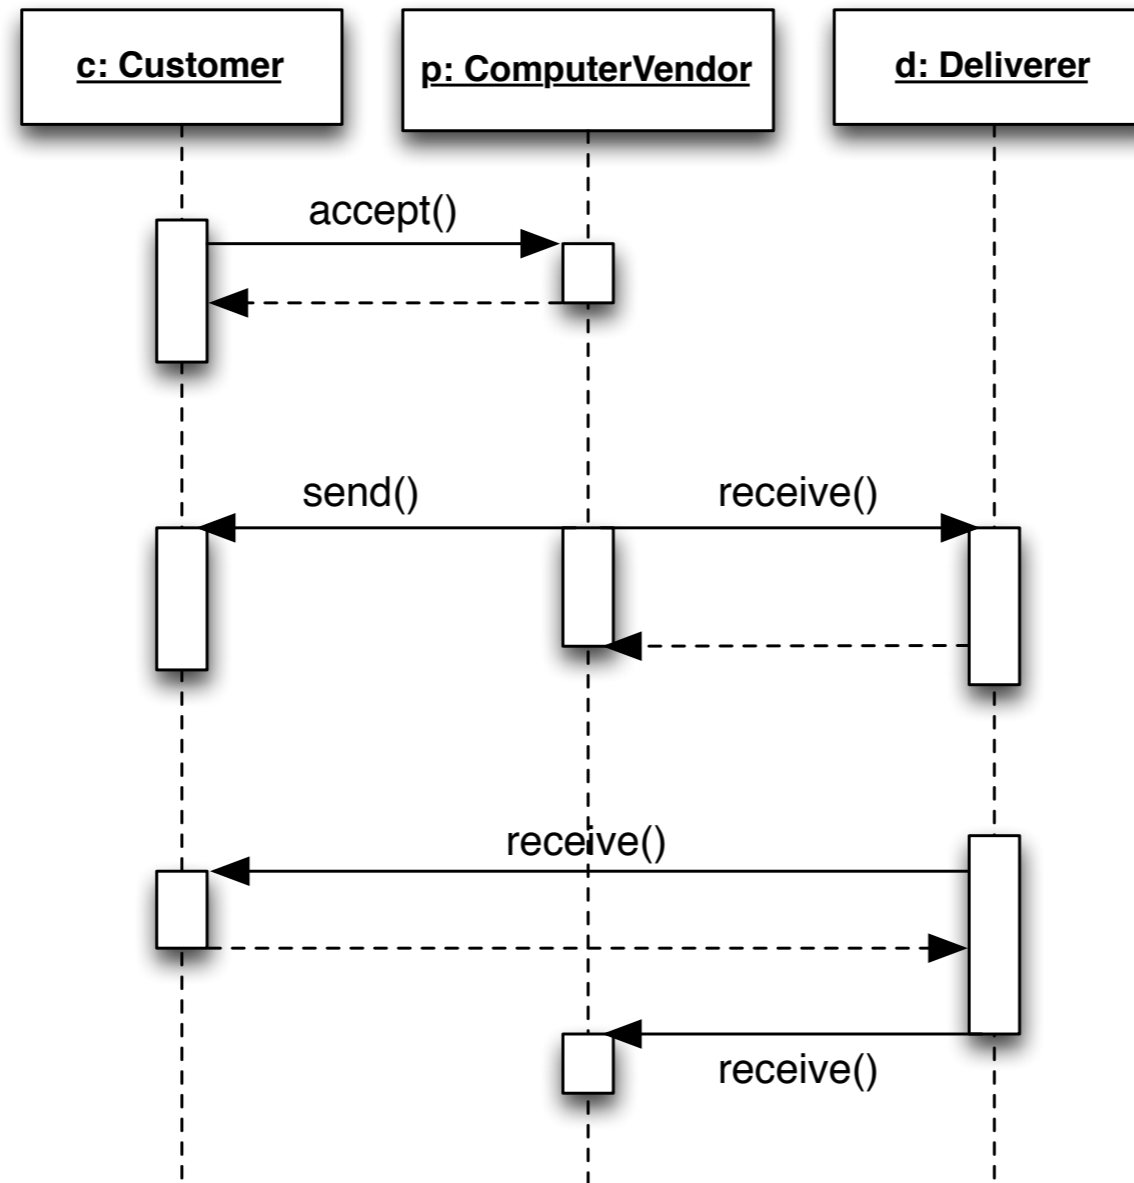 c: Customer
p: ComputerVendor
d: Deliverer
accept()
send()
receive()
receive()
receive()